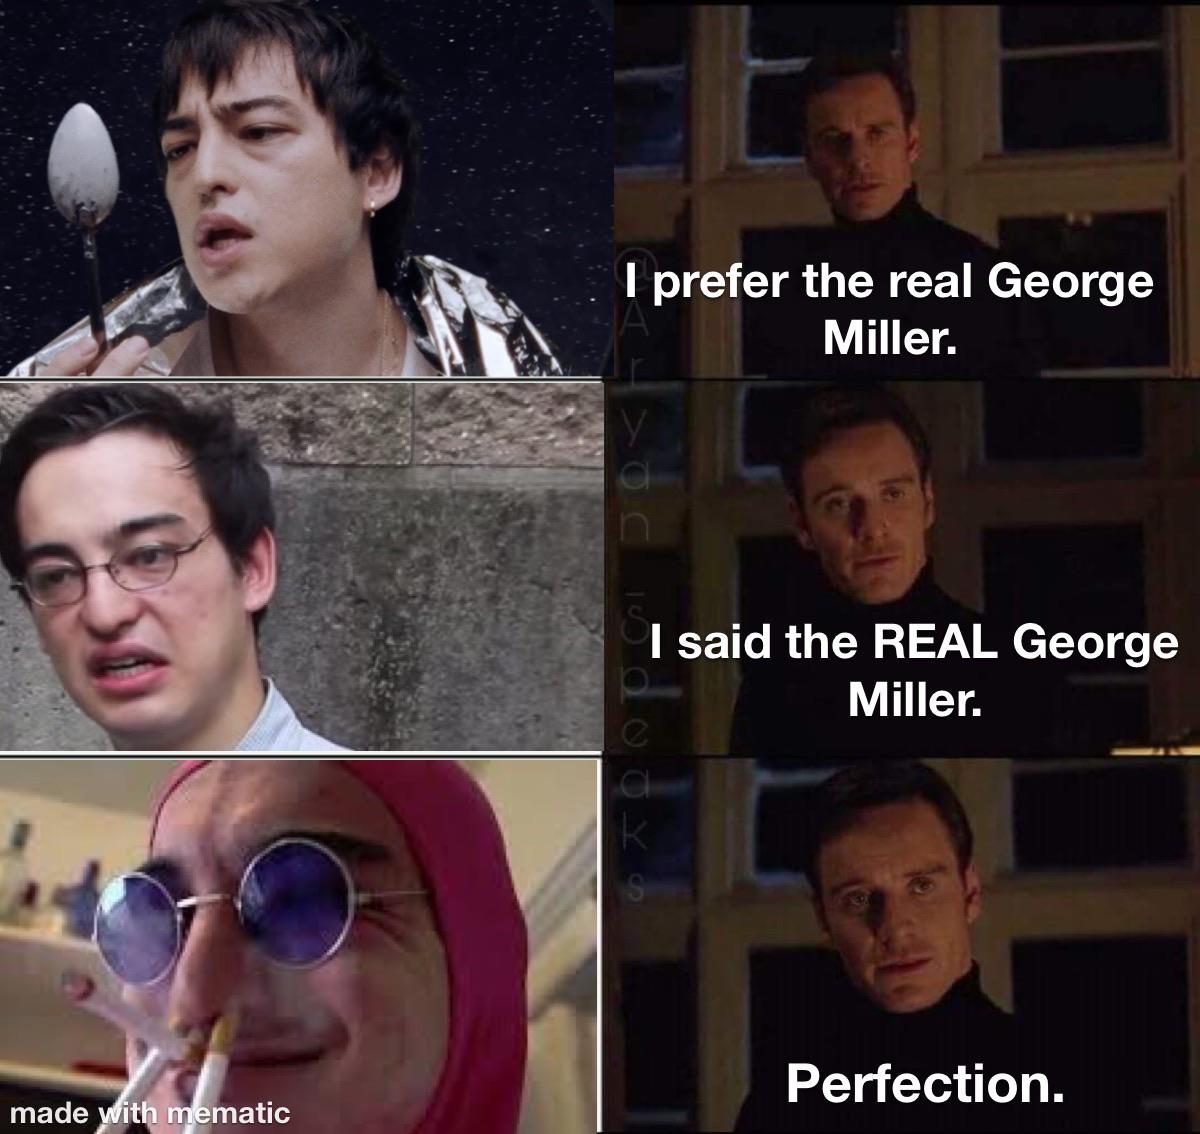 I prefer the real George
Miller.
I said the REAL George
Miller.
Perfection.
made with mematic
@Aryan_Speaks